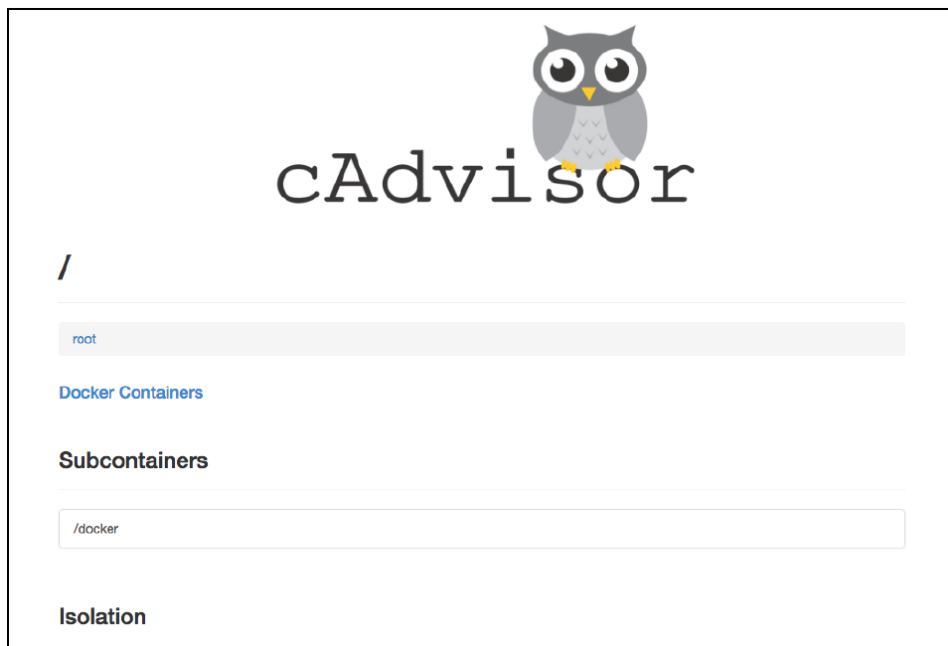 cAdvisor
/
root
Docker Containers
Subcontainers
/docker
Isolation